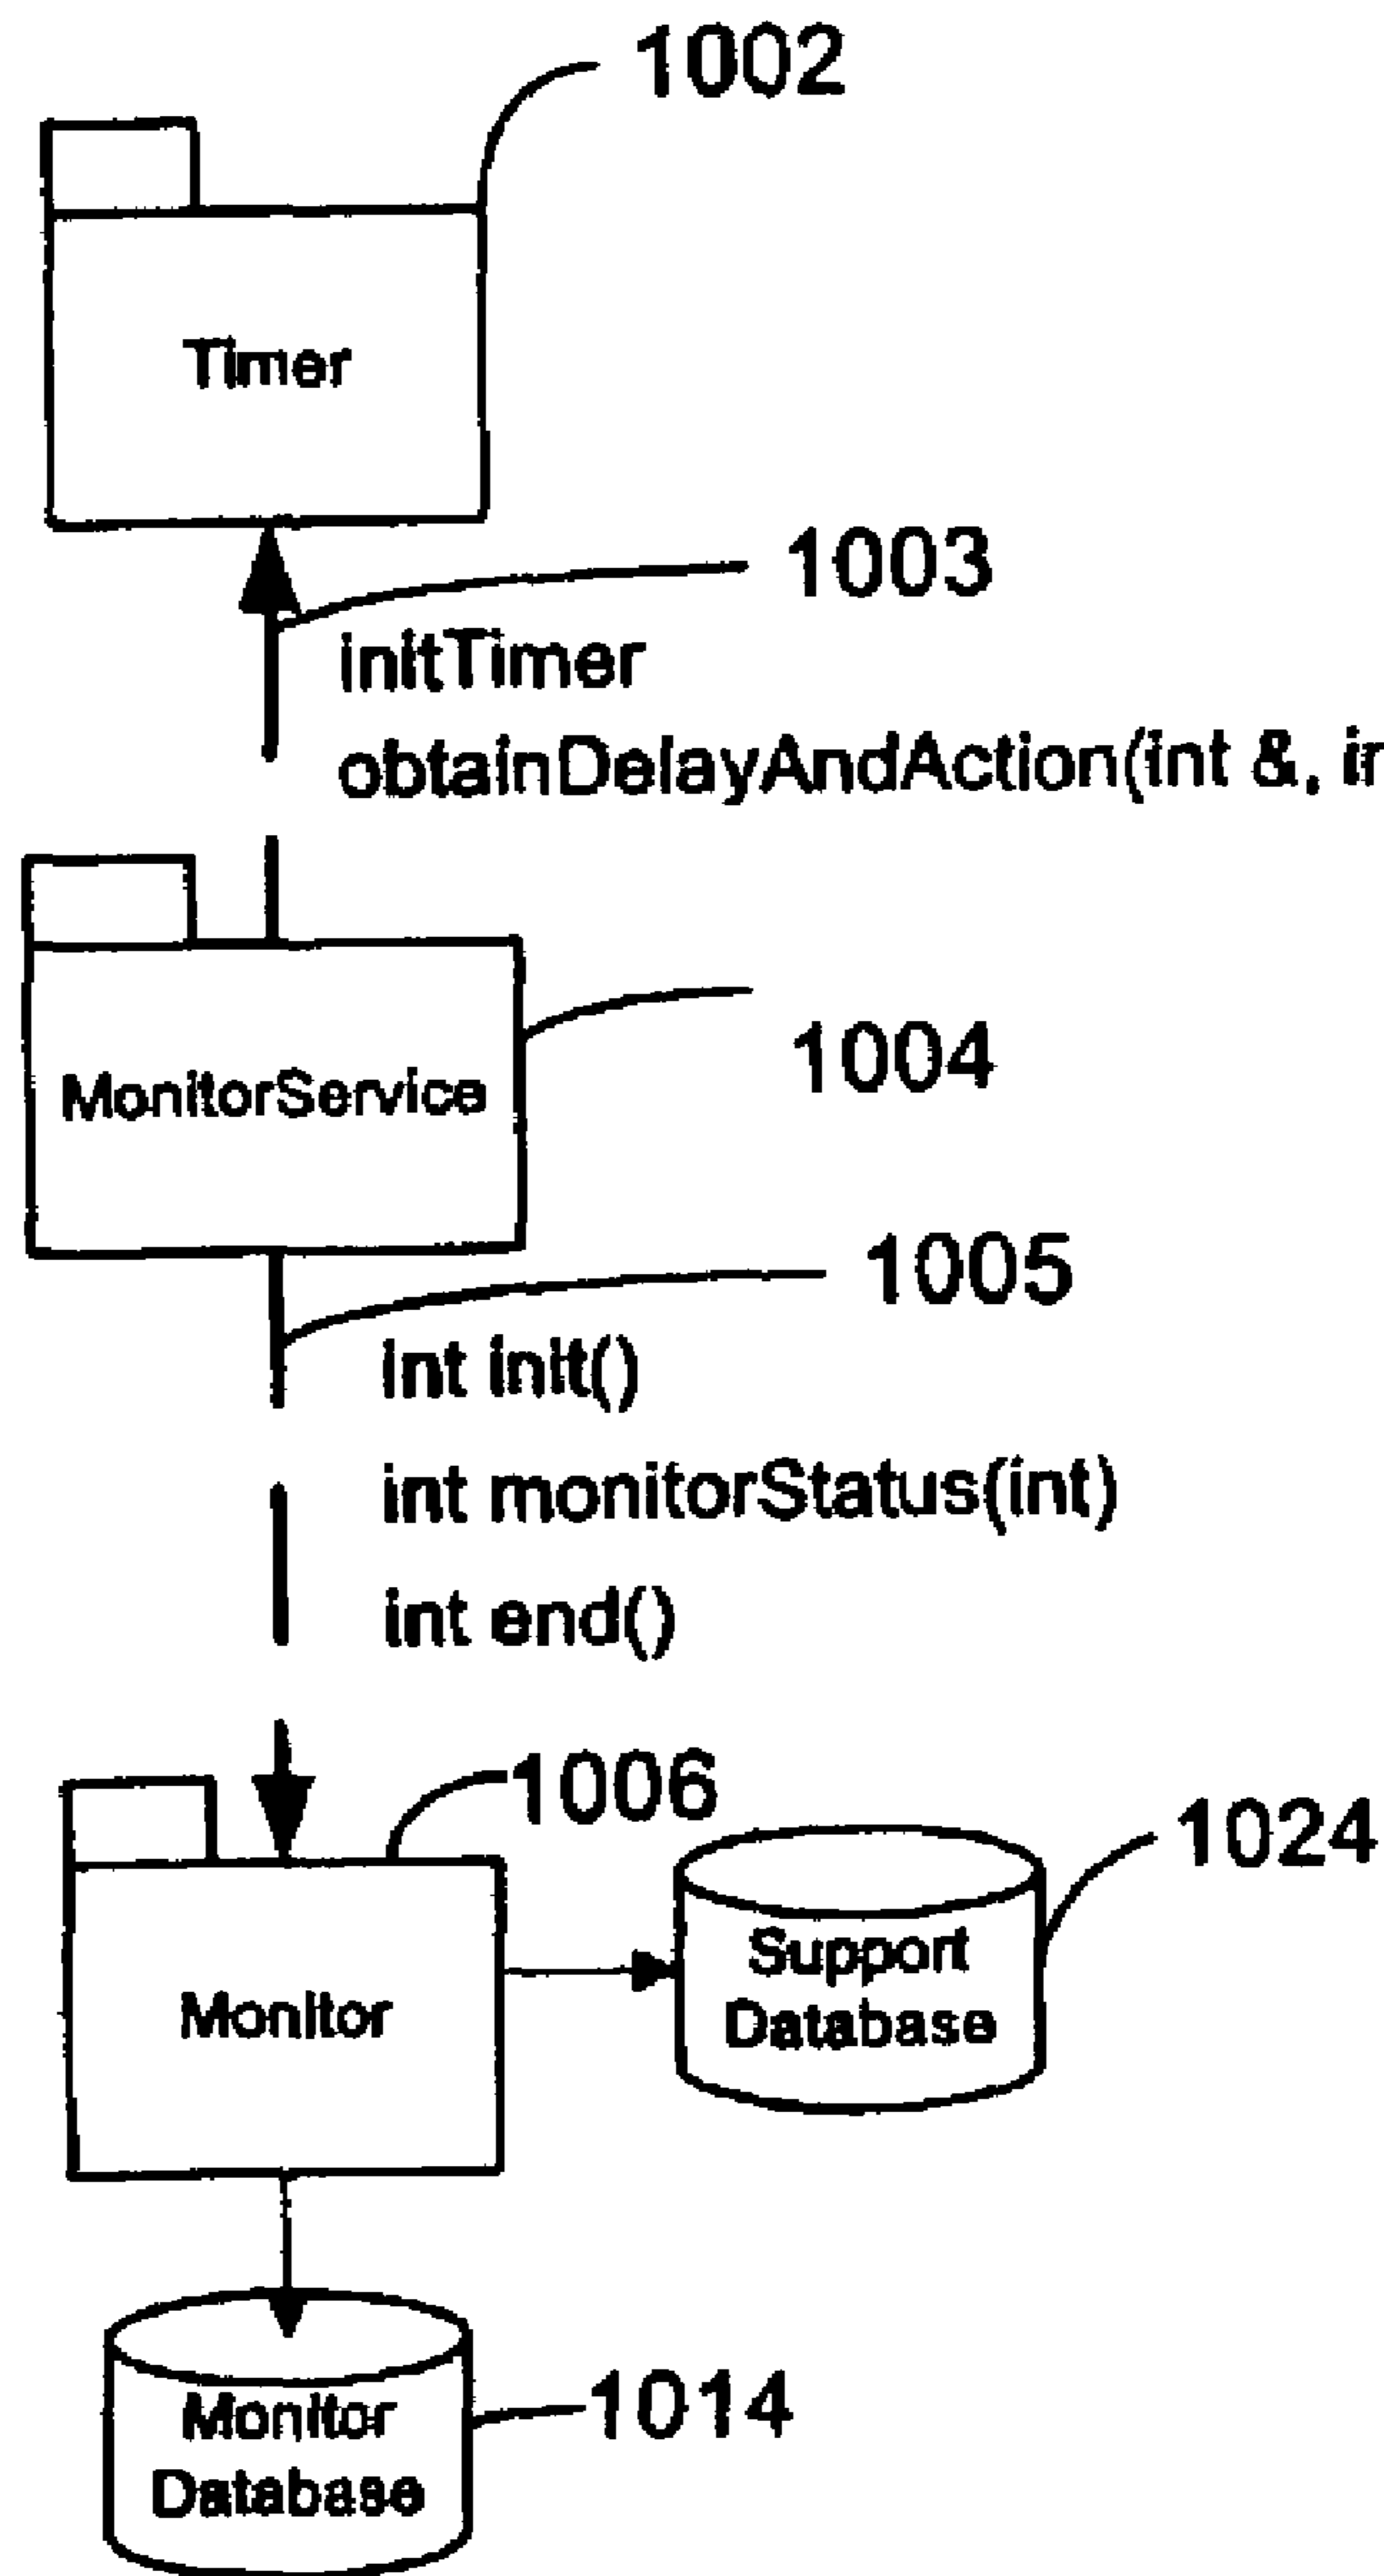 1002
Timer
1003
initTimer
obtainDelayAndAction(int &,
MonitorService
1004
1005
int init()
int monitorStatus(int)
int end()
1006
1024
Support
Database
Monitor
1014
Monitor
Database